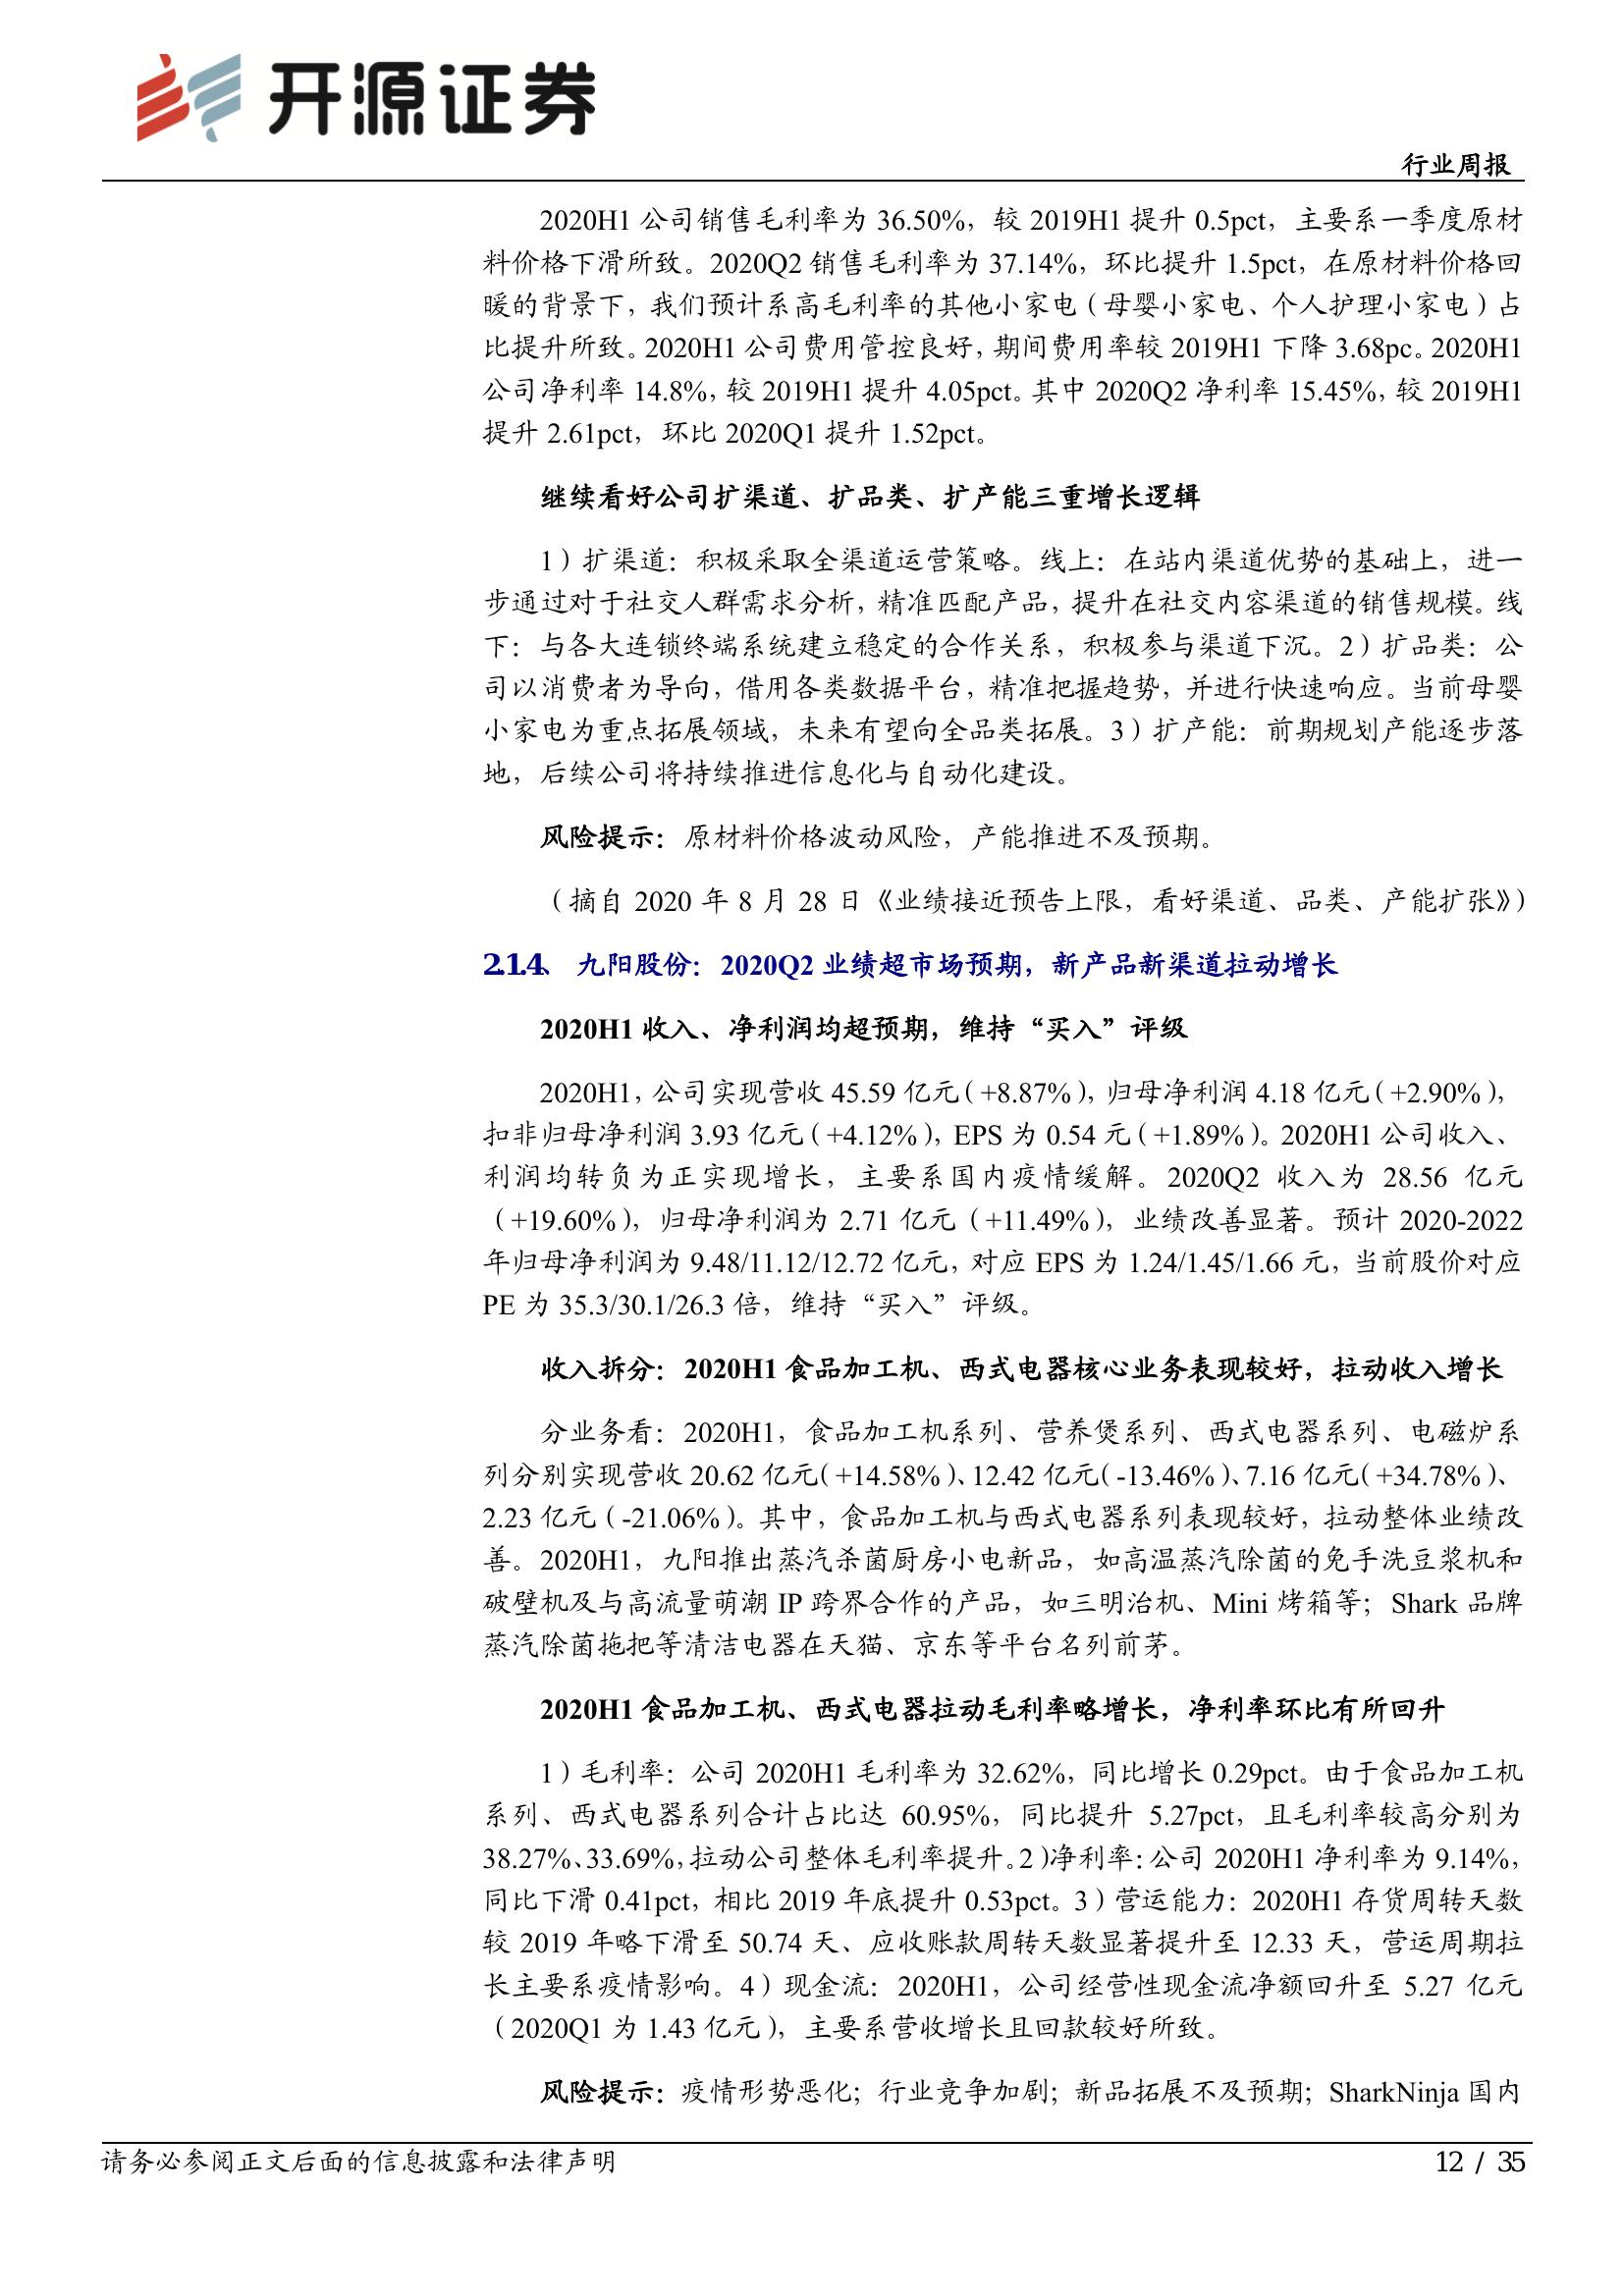 开源证券
行业周报
2020H1 公司销售毛利率为 36.50%，较 2019H1 提升 0.5pct，主要系一季度原材
料价格下滑所致。2020Q2 销售毛利率为 37.14%，环比提升 1.5pct，在原材料价格回
暖的背景下，我们预计系高毛利率的其他小家电（母婴小家电、个人护理小家电）占
比提升所致。2020H1 公司费用管控良好，期间费用率较 2019H1 下降 3.68pc。2020H1
公司净利率 14.8%，较 2019H1 提升 4.05pct。其中 2020Q2 净利率 15.45%，较 2019H1
提升 2.61pct，环比 2020Q1 提升 1.52pct。
继续看好公司扩渠道、扩品类、扩产能三重增长逻辑
1）扩渠道：积极采取全渠道运营策略。线上：在站内渠道优势的基础上，进一
步通过对于社交人群需求分析，精准匹配产品，提升在社交内容渠道的销售规模。线
下：与各大连锁终端系统建立稳定的合作关系，积极参与渠道下沉。2）扩品类：公
司以消费者为导向，借用各类数据平台，精准把握趋势，并进行快速响应。当前母婴
小家电为重点拓展领域，未来有望向全品类拓展。3）扩产能：前期规划产能逐步落
地，后续公司将持续推进信息化与自动化建设。
风险提示：原材料价格波动风险，产能推进不及预期。
（摘自 2020 年 8 月 28 日《业绩接近预告上限，看好渠道、品类、产能扩张》）
2.1.4、 九阳股份：2020Q2 业绩超市场预期，新产品新渠道拉动增长
2020H1 收入、净利润均超预期，维持“买入”评级
2020H1，公司实现营收 45.59 亿元（+8.87%），归母净利润 4.18 亿元（+2.90%），
扣非归母净利润 3.93 亿元（+4.12%），EPS 为 0.54 元（+1.89%）。2020H1 公司收入、
利润均转负为正实现增长，主要系国内疫情缓解。2020Q2 收入为 28.56 亿元
（+19.60%），归母净利润为 2.71 亿元（+11.49%），业绩改善显著。预计 2020-2022
年归母净利润为 9.48/11.12/12.72 亿元，对应 EPS 为 1.24/1.45/1.66 元，当前股价对应
PE 为 35.3/30.1/26.3 倍，维持“买入”评级。
收入拆分：2020H1 食品加工机、西式电器核心业务表现较好，拉动收入增长
分业务看：2020H1，食品加工机系列、营养煲系列、西式电器系列、电磁炉系
列分别实现营收 20.62 亿元（+14.58%）、12.42 亿元（-13.46%）、7.16 亿元（+34.78%）、
2.23 亿元（-21.06%）。其中，食品加工机与西式电器系列表现较好，拉动整体业绩改
善。2020H1，九阳推出蒸汽杀菌厨房小电新品，如高温蒸汽除菌的免手洗豆浆机和
破壁机及与高流量萌潮 IP 跨界合作的产品，如三明治机、Mini 烤箱等；Shark 品牌
蒸汽除菌拖把等清洁电器在天猫、京东等平台名列前茅。
2020H1 食品加工机、西式电器拉动毛利率略增长，净利率环比有所回升
1）毛利率：公司 2020H1 毛利率为 32.62%，同比增长 0.29pct。由于食品加工机
系列、西式电器系列合计占比达 60.95%，同比提升 5.27pct，且毛利率较高分别为
38.27%、33.69%，拉动公司整体毛利率提升。2）净利率：公司 2020H1 净利率为 9.14%，
同比下滑 0.41pct，相比 2019 年底提升 0.53pct。3）营运能力：2020H1 存货周转天数
较 2019 年略下滑至 50.74 天、应收账款周转天数显著提升至 12.33 天，营运周期拉
长主要系疫情影响。4）现金流：2020H1，公司经营性现金流净额回升至 5.27 亿元
（2020Q1 为 1.43 亿元），主要系营收增长且回款较好所致。
风险提示：疫情形势恶化；行业竞争加剧；新品拓展不及预期；SharkNinja 国内
请务必参阅正文后面的信息披露和法律声明
12 / 35